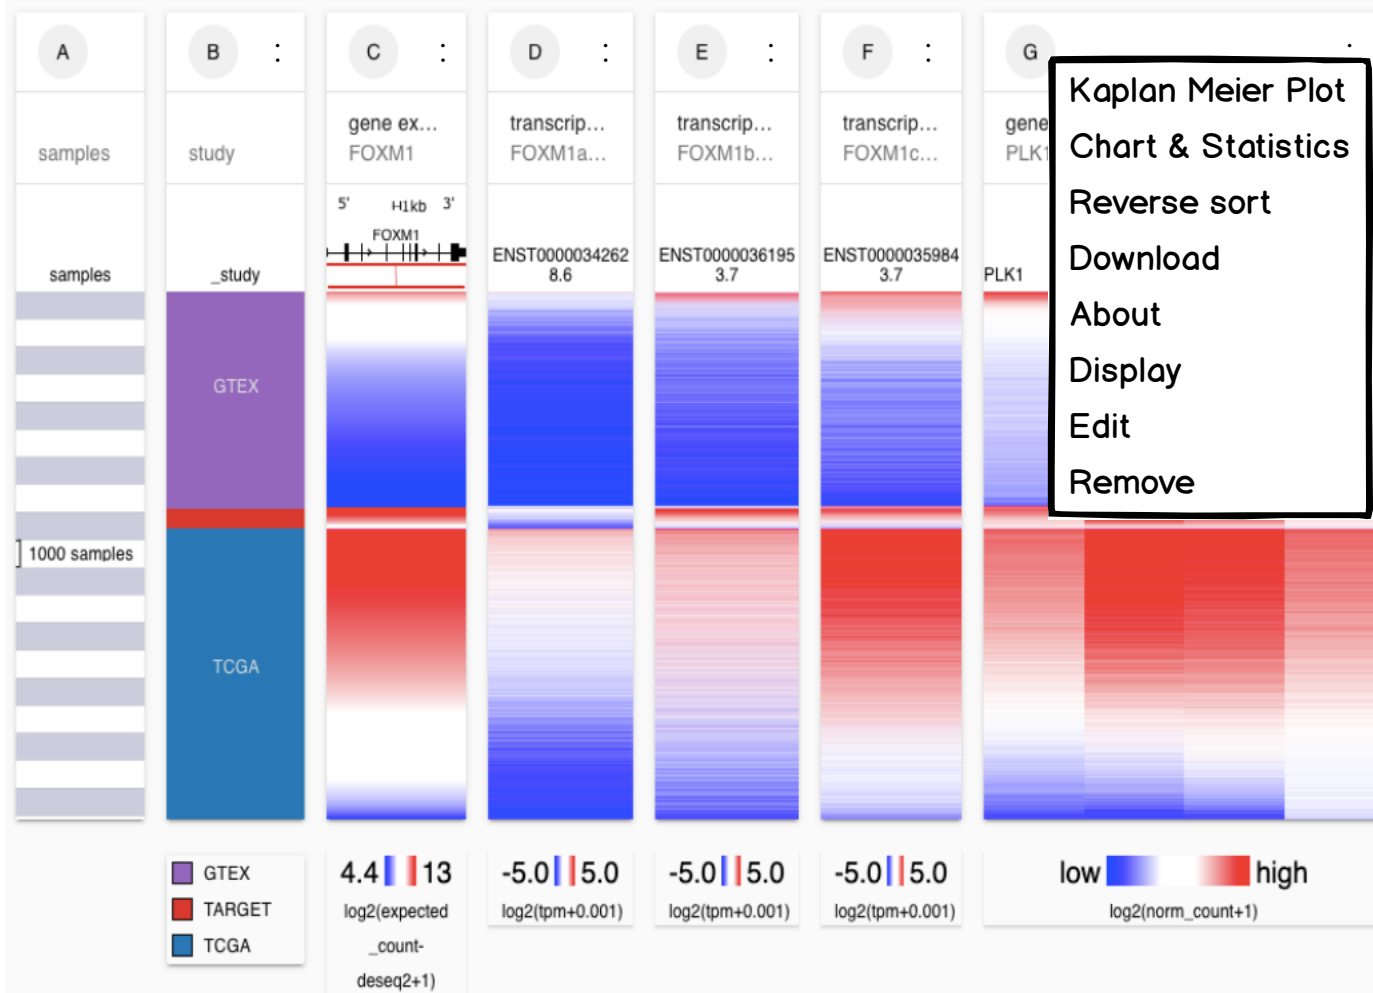 A
B
C
D
E
F
G
samples
study
gene ex...
FOXM1
transcrip...
FOXM1a...
transcrip...
FOXM1b...
transcrip...
FOXM1c...
gene
PLK1
Kaplan Meier Plot
Chart & Statistics
Reverse sort
Download
About
Display
Edit
Remove
5' H1kb 3'
FOXM1
samples
_study
ENST0000034262
8.6
ENST0000036195
3.7
ENST0000035984
3.7
PLK1
GTEX
1000 samples
TCGA
GTEX
TARGET
TCGA
4.4 13
log2(expected
_count-
deseq2+1)
-5.0 5.0
log2(tpm+0.001)
-5.0 5.0
log2(tpm+0.001)
-5.0 5.0
log2(tpm+0.001)
low high
log2(norm_count+1)